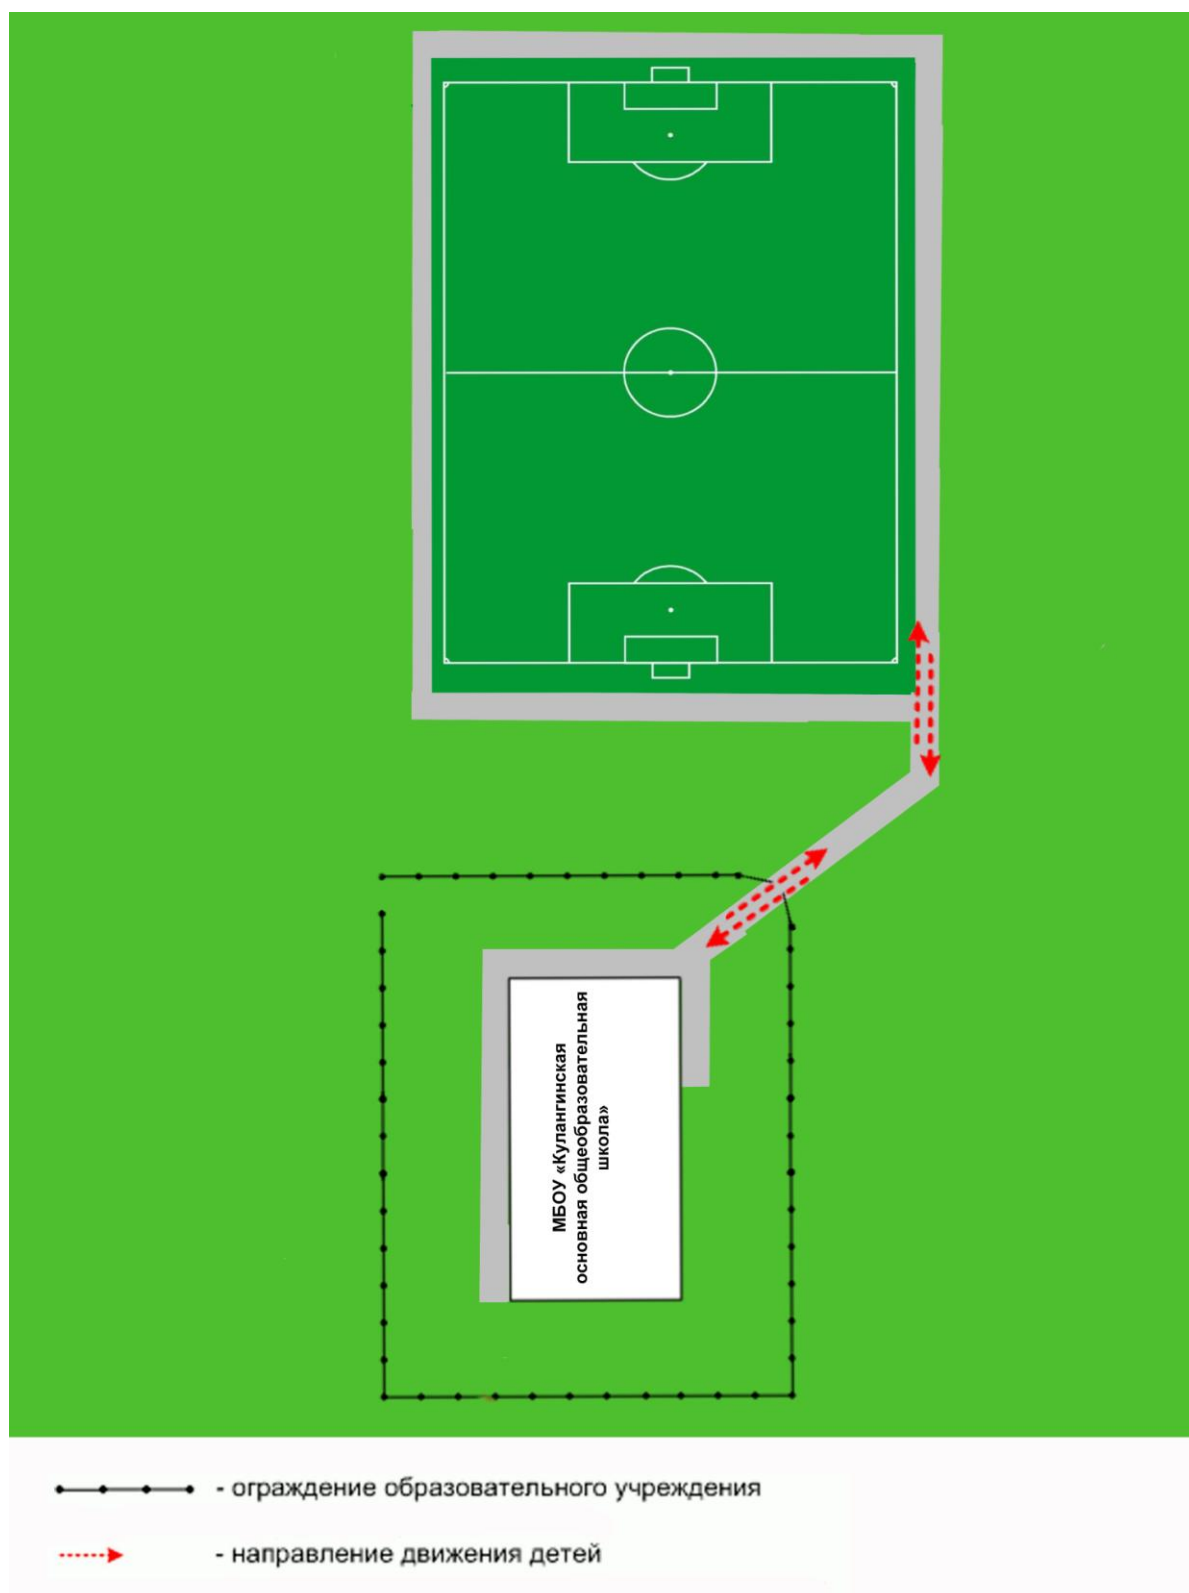 МБОУ «Кулангинская
основная общеобразовательная
школа»
- ограждение образовательного учреждения
- направление движения детей